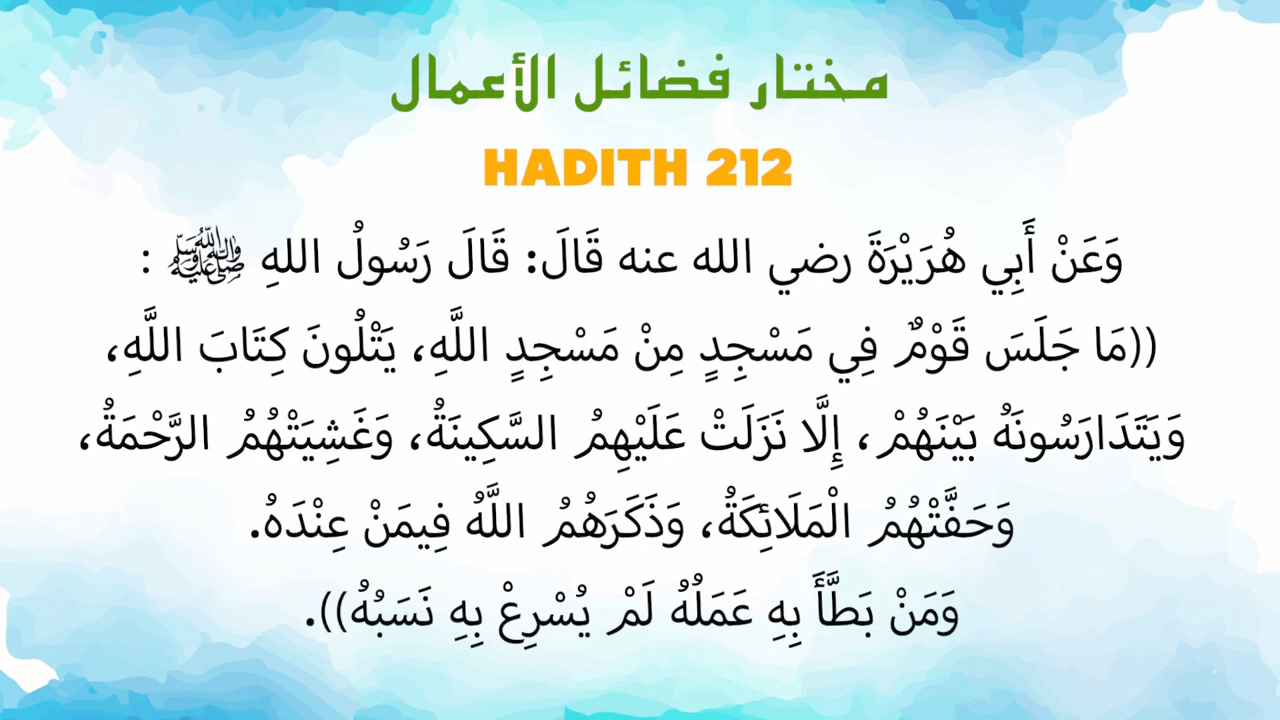 مختار فضائل الأعمال
HADITH 212
وَعَنْ أَبِي هُرَيْرَةَ رضي الله عنه قَالَ: قَالَ رَسُولُ اللهِ ﷺ :
((مَا جَلَسَ قَوْمٌ فِي مَسْجِدٍ مِنْ مَسْجِدٍ اللَّهِ، يَتْلُونَ كِتَابَ اللَّهِ،
وَيَتَدَارَسُونَهُ بَيْنَهُمْ، إِلَّا نَزَلَتْ عَلَيْهِمُ السَّكِينَةُ، وَغَشِيَتْهُمُ الرَّحْمَةُ،
وَحَفَّتْهُمُ الْمَلَائِكَةُ، وَذَكَرَهُمُ اللَّهُ فِيمَنْ عِنْدَهُ.
وَمَنْ بَطَّأَ بِهِ عَمَلُهُ لَمْ يُسْرِعْ بِهِ نَسَبُهُ)).